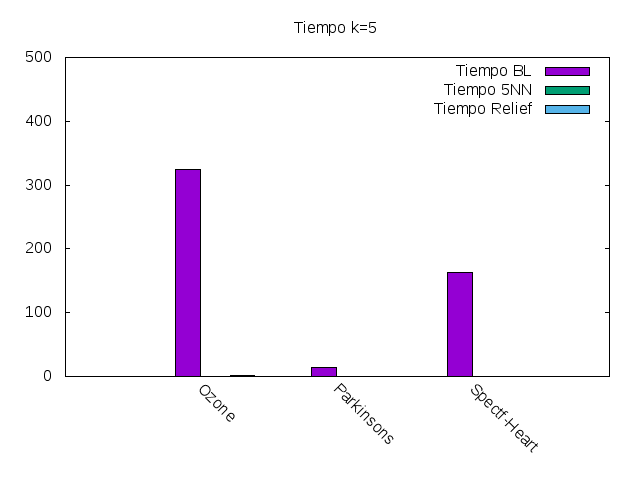 Tiempo k=5
500
400
300
200
100
0
Tiempo BL
Tiempo 5NN
Tiempo Relief
Ozone
Parkinsons
Spectf-Heart